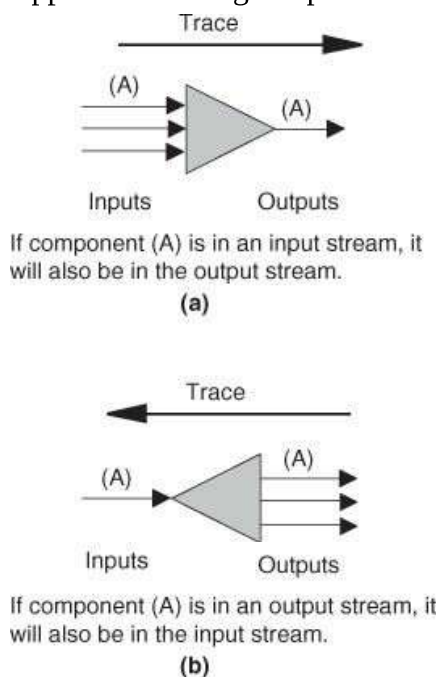 Trace
(A)
(A)
Inputs
Outputs
If component (A) is in an input stream, it
will also be in the output stream.
(a)
Trace
(A)
(A)
Inputs
Outputs
If component (A) is in an output stream, it
will also be in the input stream.
(b)